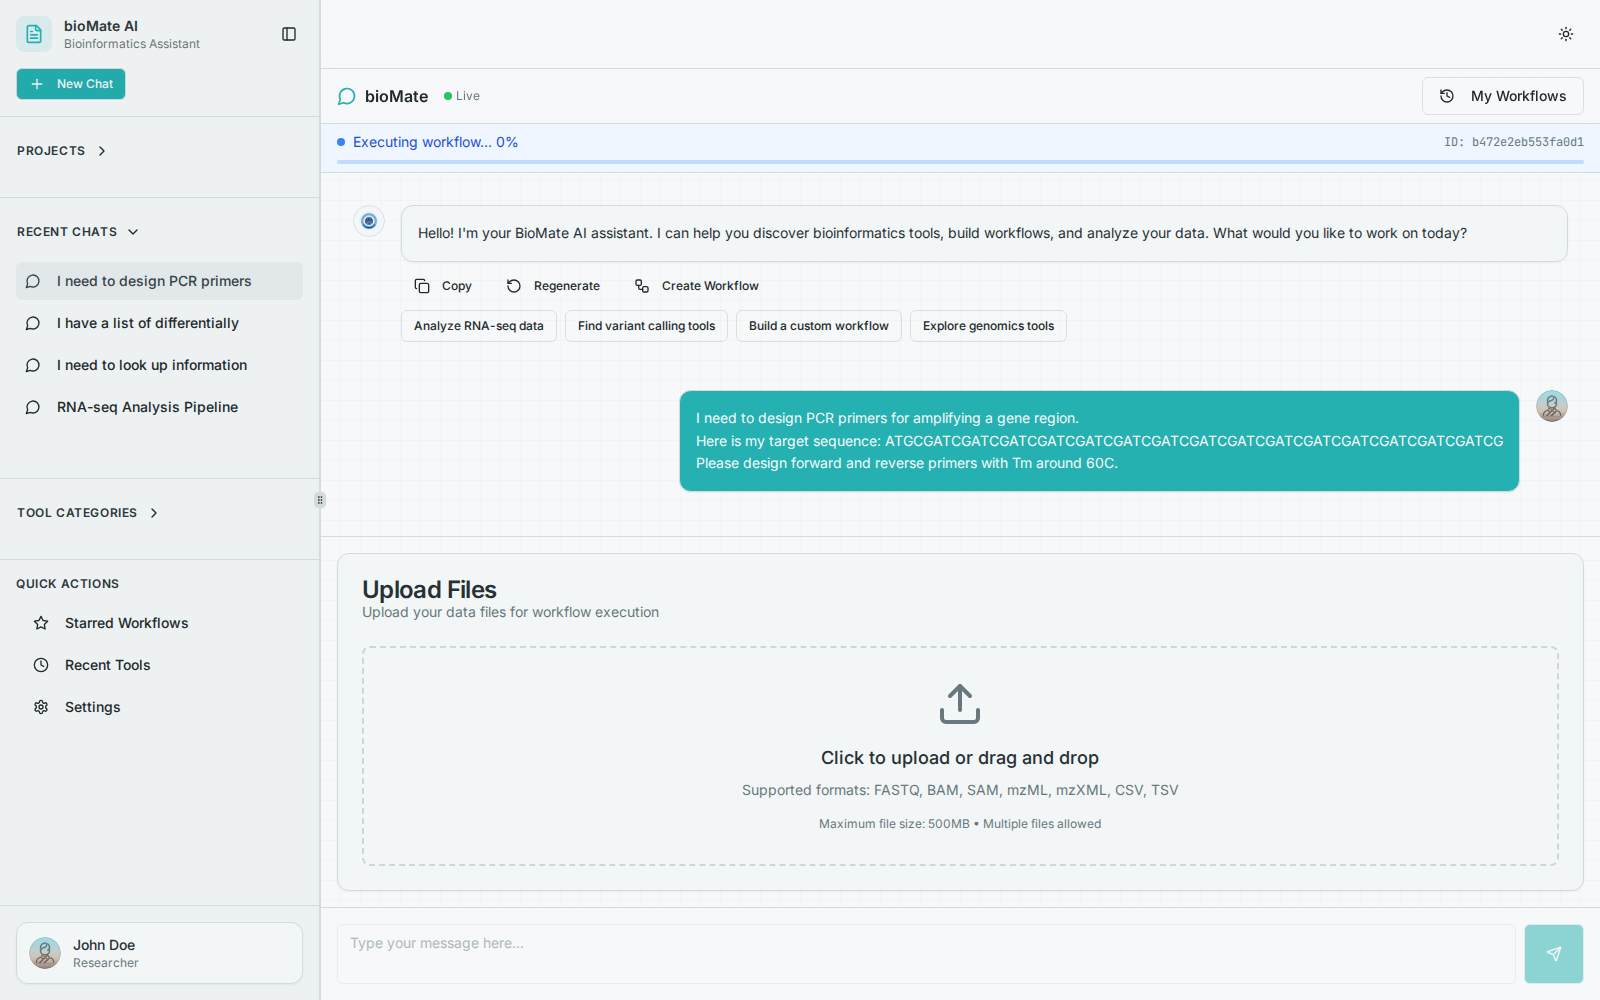 bioMate AI
Bioinformatics Assistant
New Chat
PROJECTS
RECENT CHATS
I need to design PCR primers
I have a list of differentially
I need to look up information
RNA-seq Analysis Pipeline
TOOL CATEGORIES
QUICK ACTIONS
Starred Workflows
Recent Tools
Settings
John Doe
Researcher
bioMate
Live
My Workflows
Executing workflow... 0%
ID: b472e2eb553fa0d1
Hello! I'm your BioMate AI assistant. I can help you discover bioinformatics tools, build workflows, and analyze your data. What would you like to work on today?
Copy
Regenerate
Create Workflow
Analyze RNA-seq data
Find variant calling tools
Build a custom workflow
Explore genomics tools
I need to design PCR primers for amplifying a gene region.
Here is my target sequence: ATGCGATCGATCGATCGATCGATCGATCGATCGATCGATCGATCGATCGATCGATCGATCGATCG
Please design forward and reverse primers with Tm around 60C.
Upload Files
Upload your data files for workflow execution
Click to upload or drag and drop
Supported formats: FASTQ, BAM, SAM, mzML, mzXML, CSV, TSV
Maximum file size: 500MB • Multiple files allowed
Type your message here...